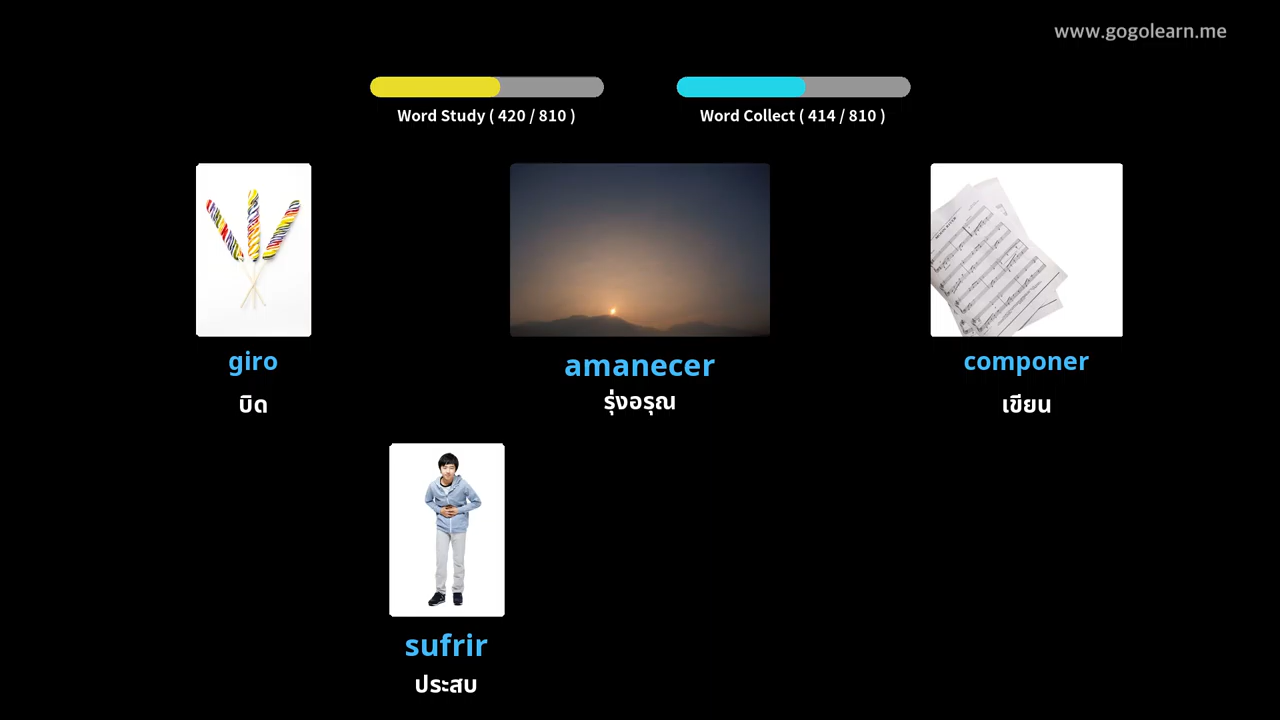 www.gogolearn.me
Word Study ( 420 / 810 )
Word Collect ( 414 / 810 )
giro
บิด
amanecer
รุ่งอรุณ
componer
เขียน
sufrir
ประสบ